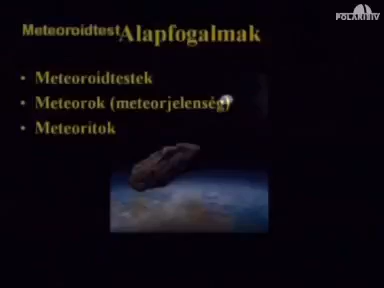 POLARIS TV
Meteoroidtest
Alapfogalmak
• Meteoroidtestek
• Meteorok (meteorjelenség)
• Meteoritok